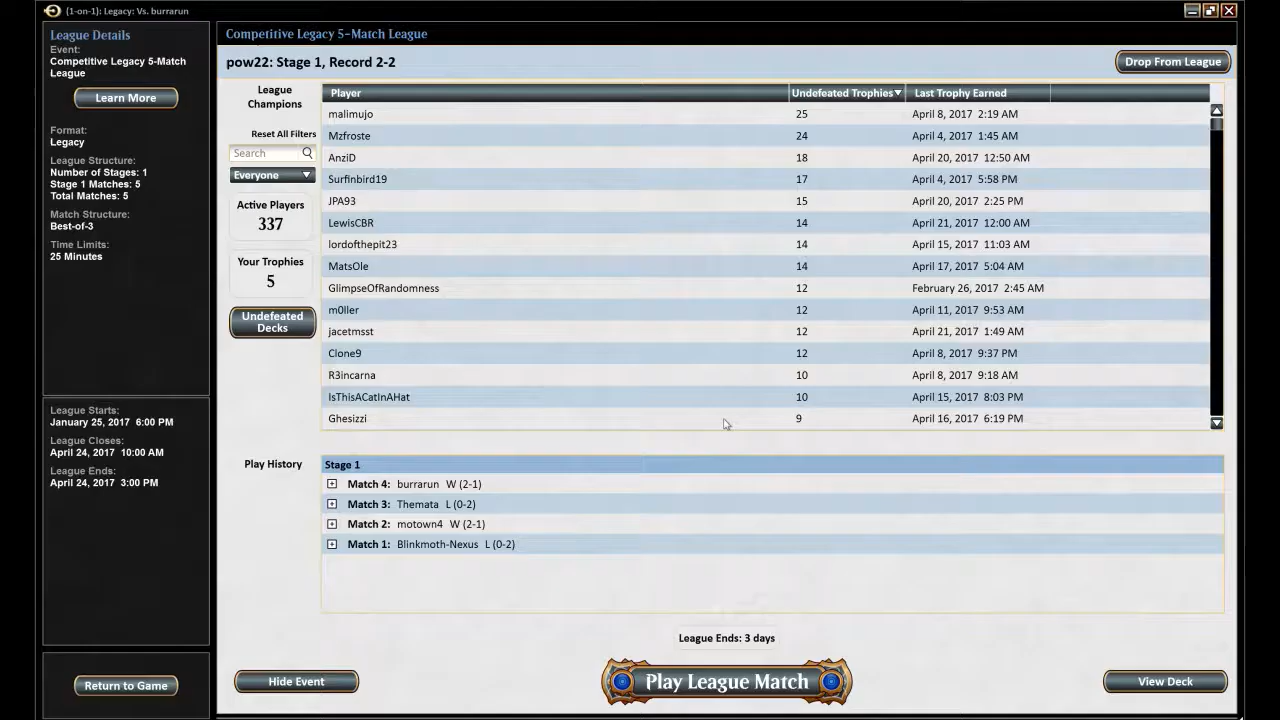 (1-on-1): Legacy: Vs. burrarun
League Details
Event:
Competitive Legacy 5-Match
League
Learn More
Format:
Legacy
League Structure:
Number of Stages: 1
Stage 1 Matches: 5
Total Matches: 5
Match Structure:
Best-of-3
Time Limits:
25 Minutes
League Starts:
January 25, 2017 6:00 PM
League Closes:
April 24, 2017 10:00 AM
League Ends:
April 24, 2017 3:00 PM
Return to Game
Competitive Legacy 5-Match League
pow22: Stage 1, Record 2-2
Drop From League
League
Champions
Reset All Filters
Search
Everyone
Active Players
337
Your Trophies
5
Undefeated
Decks
Player Undefeated Trophies Last Trophy Earned
malimujo 25 April 8, 2017 2:19 AM
Mzfroste 24 April 4, 2017 1:45 AM
AnziD 18 April 20, 2017 12:50 AM
Surfinbird19 17 April 4, 2017 5:58 PM
JPA93 15 April 20, 2017 2:25 PM
LewisCBR 14 April 21, 2017 12:00 AM
lordofthepit23 14 April 15, 2017 11:03 AM
MatsOle 14 April 17, 2017 5:04 AM
GlimpseOfRandomness 12 February 26, 2017 2:45 AM
m0ller 12 April 11, 2017 9:53 AM
jacetmsst 12 April 21, 2017 1:49 AM
Clone9 12 April 8, 2017 9:37 PM
R3incarna 10 April 8, 2017 9:18 AM
IsThisACatInAHat 10 April 15, 2017 8:03 PM
Ghesizzi 9 April 16, 2017 6:19 PM
Play History
Stage 1
Match 4: burrarun W (2-1)
Match 3: Themata L (0-2)
Match 2: motown4 W (2-1)
Match 1: Blinkmoth-Nexus L (0-2)
League Ends: 3 days
Hide Event
Play League Match
View Deck